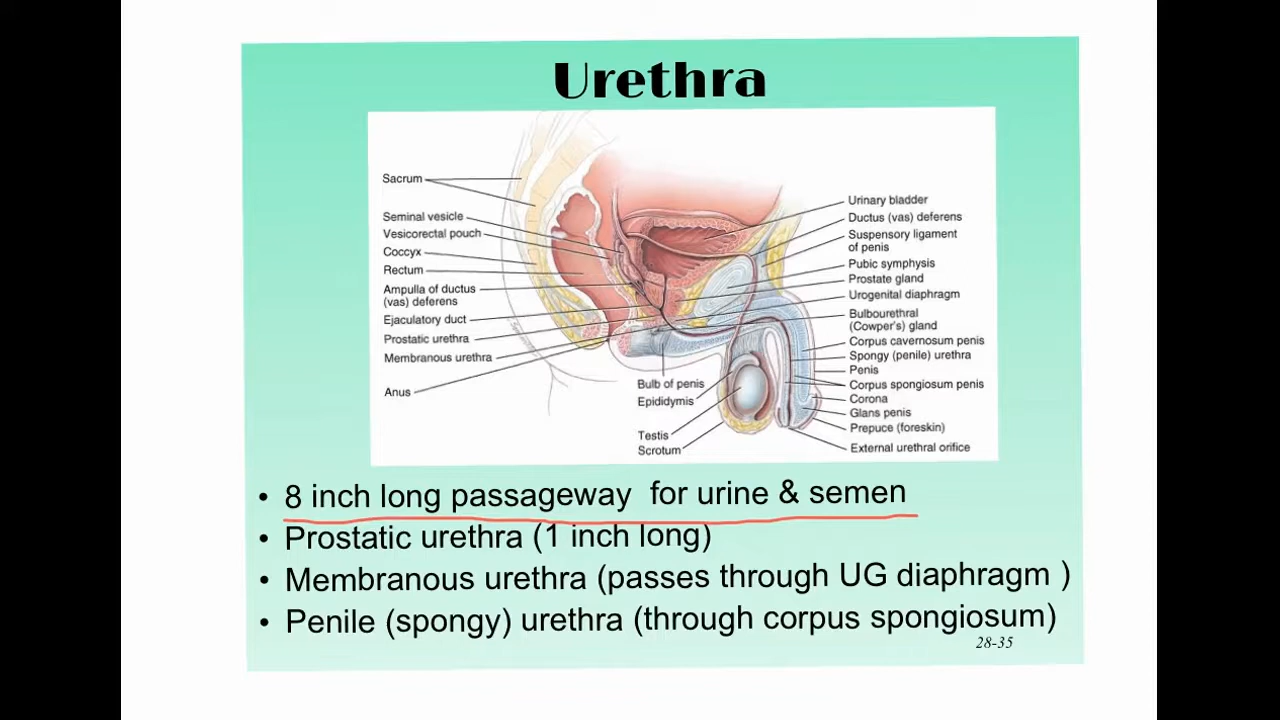 Urethra
Sacrum
Seminal vesicle
Vesicorectal pouch
Coccyx
Rectum
Ampulla of ductus
(vas) deferens
Ejaculatory duct
Prostatic urethra
Membranous urethra
Anus
Bulb of penis
Epididymis
Testis
Scrotum
Urinary bladder
Ductus (vas) deferens
Suspensory ligament
of penis
Pubic symphysis
Prostate gland
Urogenital diaphragm
Bulbourethral
(Cowper's) gland
Corpus cavernosum penis
Spongy (penile) urethra
Penis
Corpus spongiosum penis
Corona
Glans penis
Prepuce (foreskin)
External urethral orifice
• 8 inch long passageway for urine & semen
• Prostatic urethra (1 inch long)
• Membranous urethra (passes through UG diaphragm )
• Penile (spongy) urethra (through corpus spongiosum)
28-35